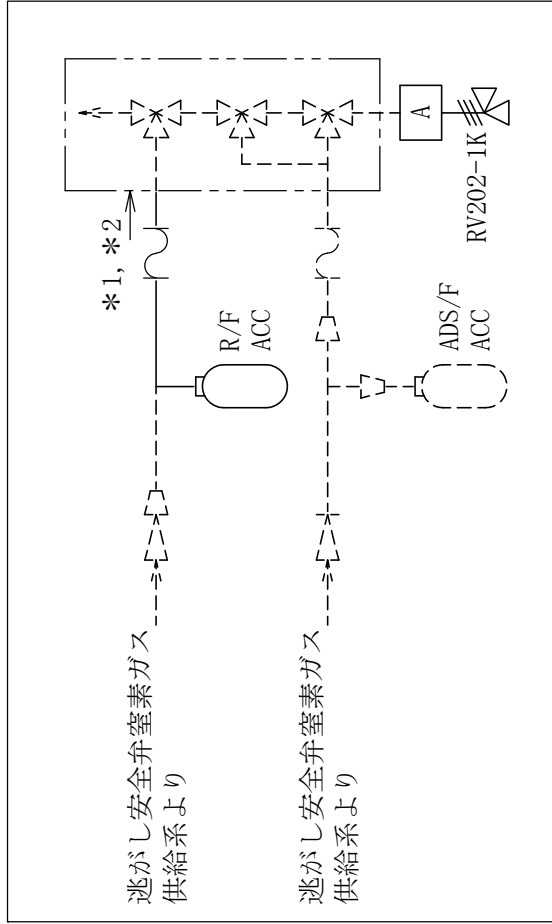 逃がし安全弁窒素ガス
供給系より
R/F
ACC
*1, *2
逃がし安全弁窒素ガス
供給系より
ADS/F
ACC
A
RV202-1K